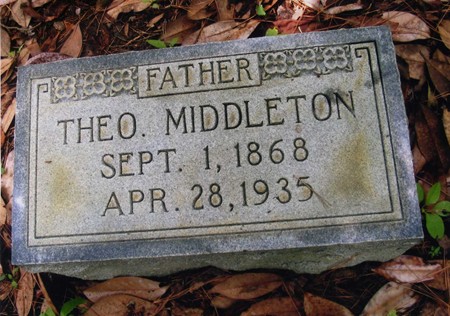 FATHER
THEO. MIDDLETON
SEPT. 1, 1868
APR. 28, 1935